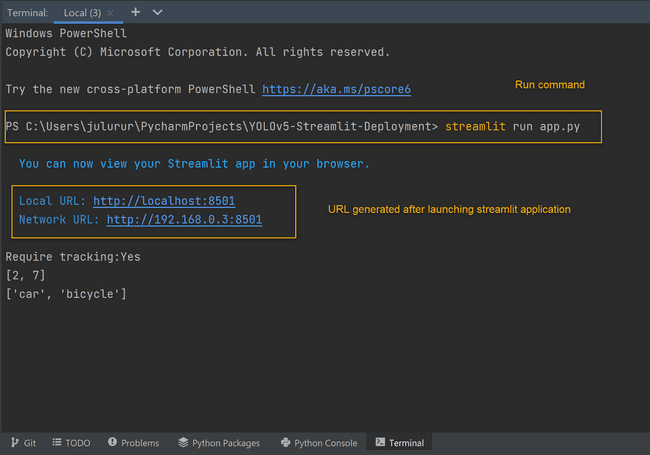 Terminal: Local (3) × + 
Windows PowerShell
Copyright (C) Microsoft Corporation. All rights reserved.
Try the new cross-platform PowerShell https://aka.ms/pscore6
Run command
PS C:\Users\julurur\PycharmProjects\YOLOv5-Streamlit-Deployment> streamlit run app.py
You can now view your Streamlit app in your browser.
Local URL: http://localhost:8501
Network URL: http://192.168.0.3:8501
URL generated after launching streamlit application
Require tracking:Yes
[2, 7]
['car', 'bicycle']
Git TODO Problems Python Packages Python Console Terminal